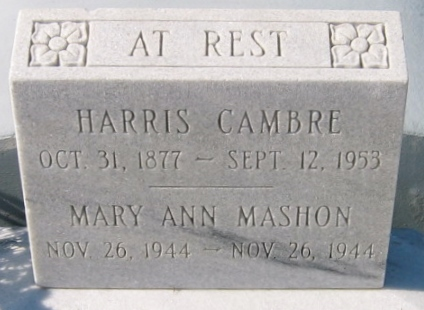 AT REST
HARRIS CAMBRE
OCT. 31, 1877 — SEPT. 12, 1953
MARY ANN MASHON
NOV. 26, 1944 — NOV. 26, 1944